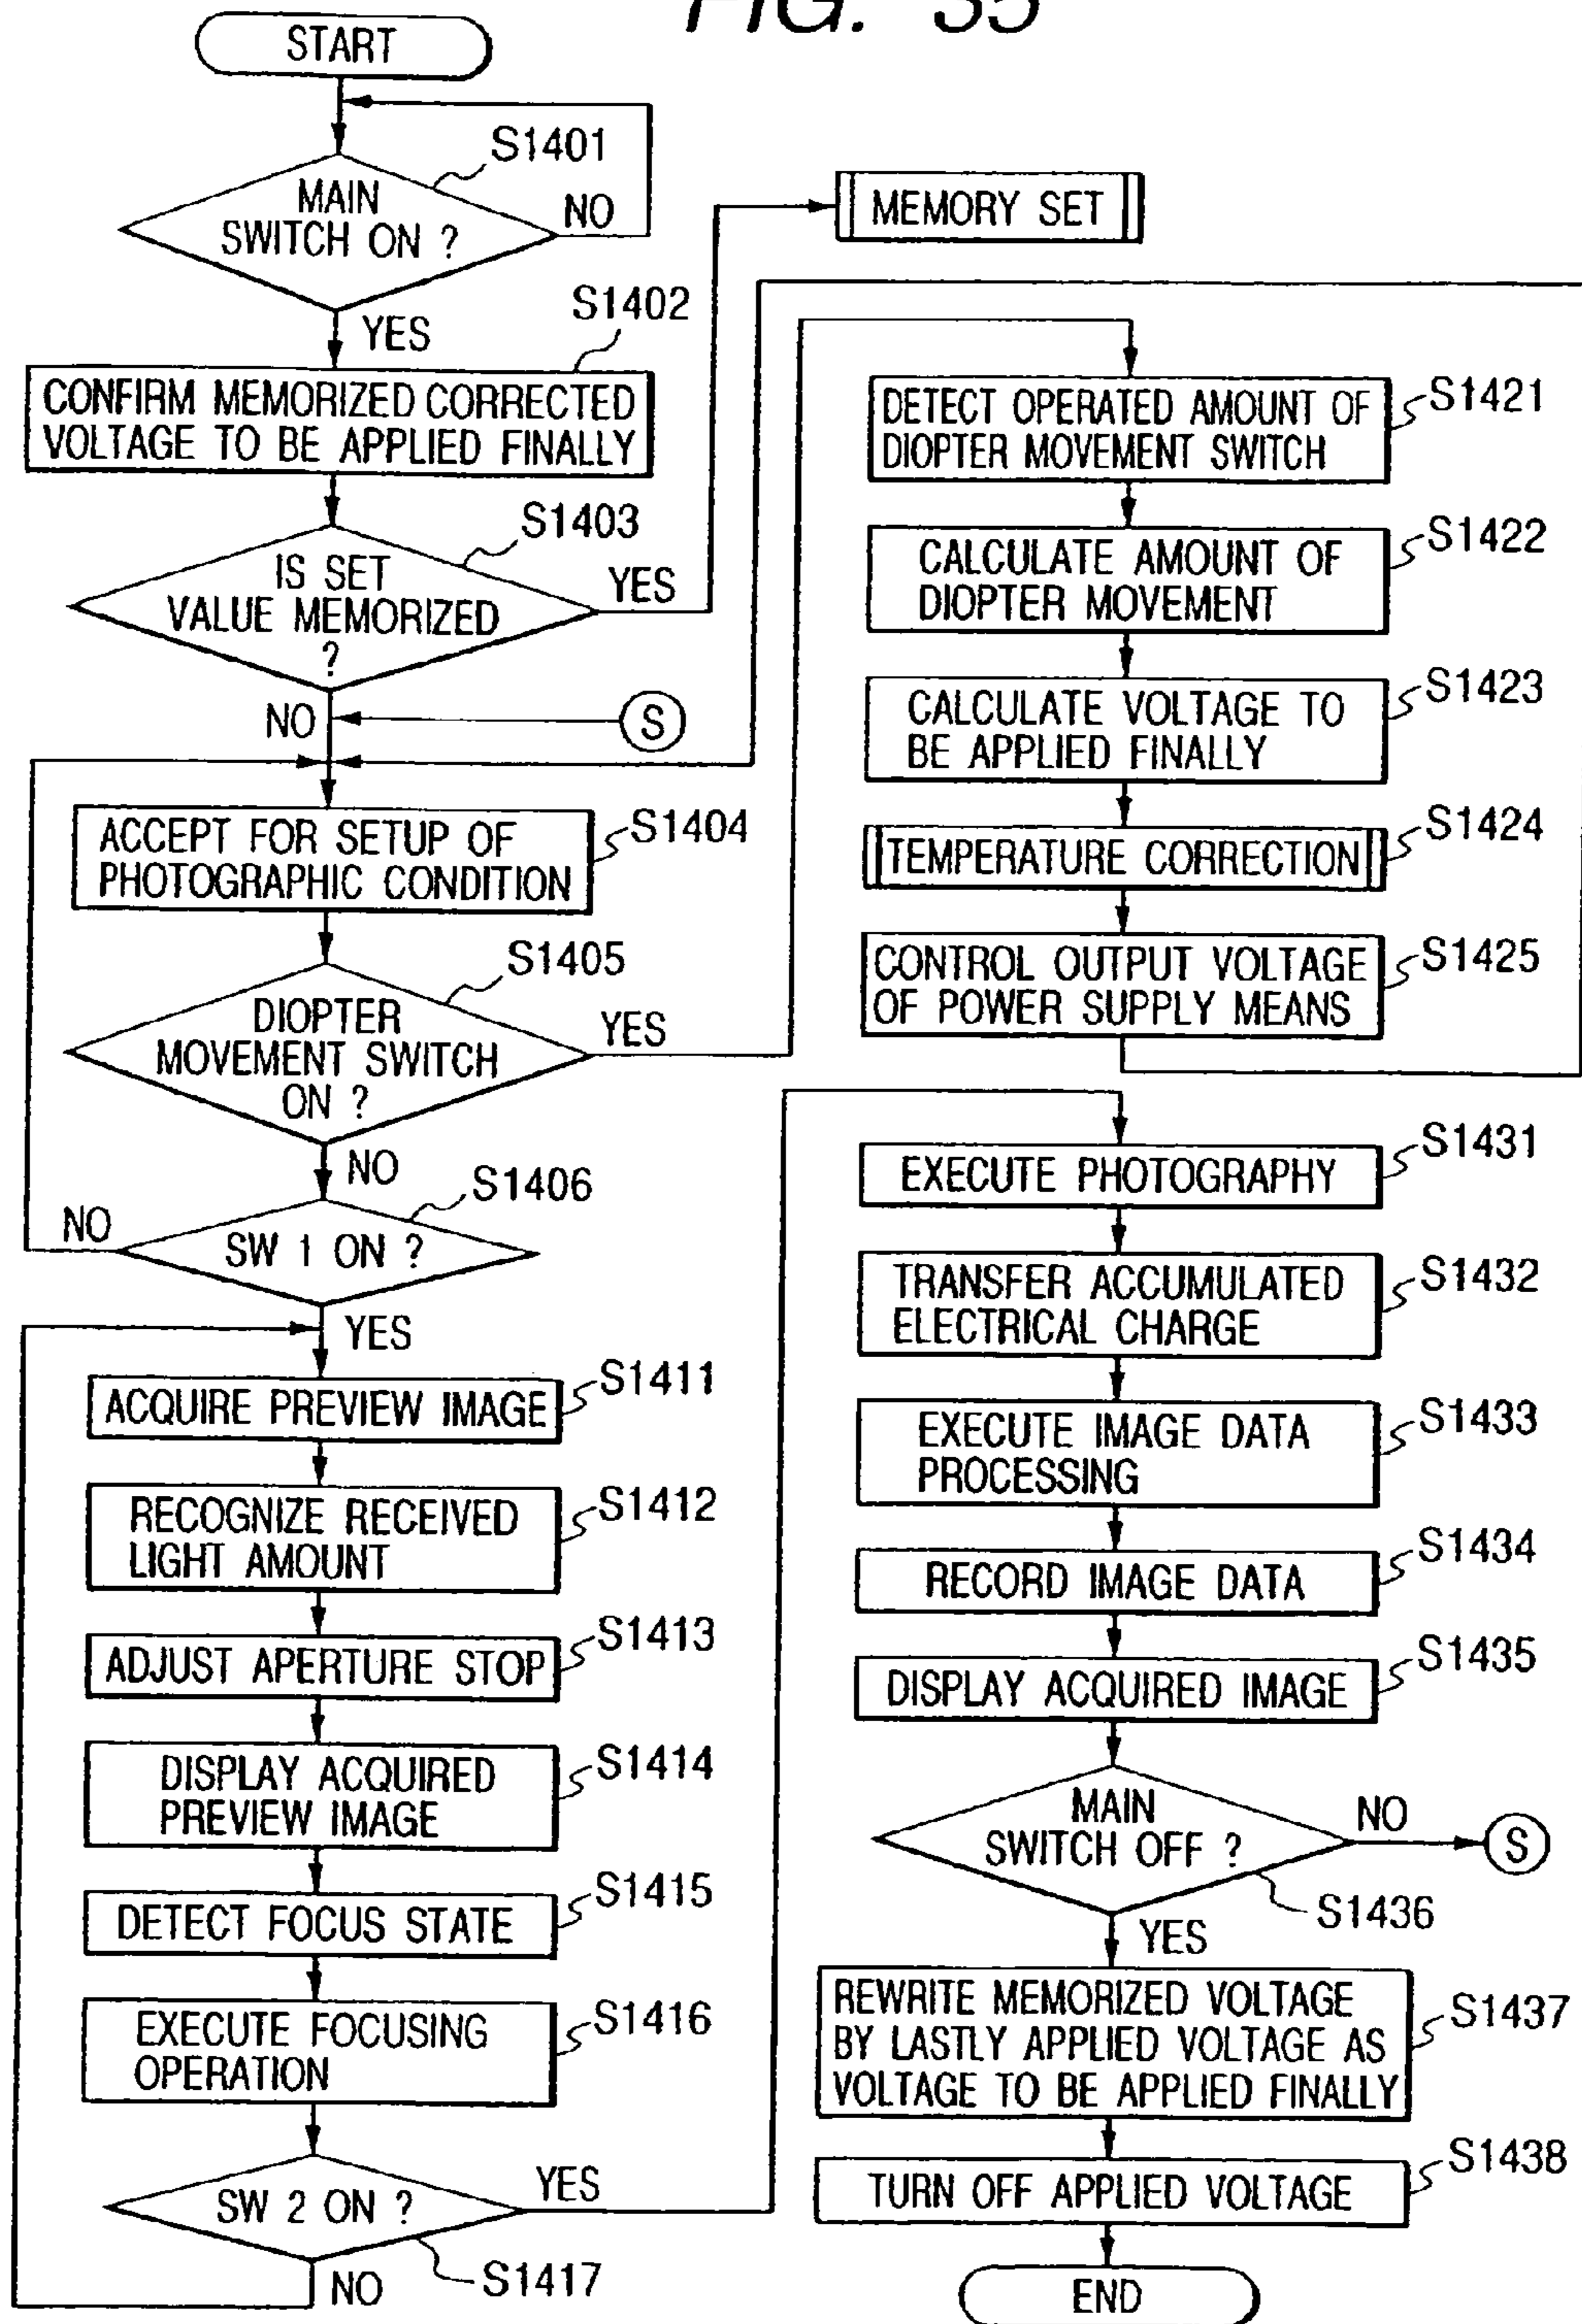 FIG. 35
START
S1401
MAIN
SWITCH ON ?
NO
YES
S1402
CONFIRM MEMORIZED CORRECTED
VOLTAGE TO BE APPLIED FINALLY
S1403
IS SET
VALUE MEMORIZED
?
YES
MEMORY SET
NO
S
ACCEPT FOR SETUP OF
PHOTOGRAPHIC CONDITION
S1404
S1405
DIOPTER
MOVEMENT SWITCH
ON ?
YES
NO
S1406
SW 1 ON ?
NO
YES
ACQUIRE PREVIEW IMAGE
S1411
RECOGNIZE RECEIVED
LIGHT AMOUNT
S1412
ADJUST APERTURE STOP
S1413
DISPLAY ACQUIRED
PREVIEW IMAGE
S1414
DETECT FOCUS STATE
S1415
EXECUTE FOCUSING
OPERATION
S1416
SW 2 ON ?
YES
S1417
NO
DETECT OPERATED AMOUNT OF
DIOPTER MOVEMENT SWITCH
S1421
CALCULATE AMOUNT OF
DIOPTER MOVEMENT
S1422
CALCULATE VOLTAGE TO
BE APPLIED FINALLY
S1423
TEMPERATURE CORRECTION
S1424
CONTROL OUTPUT VOLTAGE
OF POWER SUPPLY MEANS
S1425
EXECUTE PHOTOGRAPHY
S1431
TRANSFER ACCUMULATED
ELECTRICAL CHARGE
S1432
EXECUTE IMAGE DATA
PROCESSING
S1433
RECORD IMAGE DATA
S1434
DISPLAY ACQUIRED IMAGE
S1435
MAIN
SWITCH OFF ?
NO
S
S1436
YES
REWRITE MEMORIZED VOLTAGE
BY LASTLY APPLIED VOLTAGE AS
VOLTAGE TO BE APPLIED FINALLY
S1437
TURN OFF APPLIED VOLTAGE
S1438
END